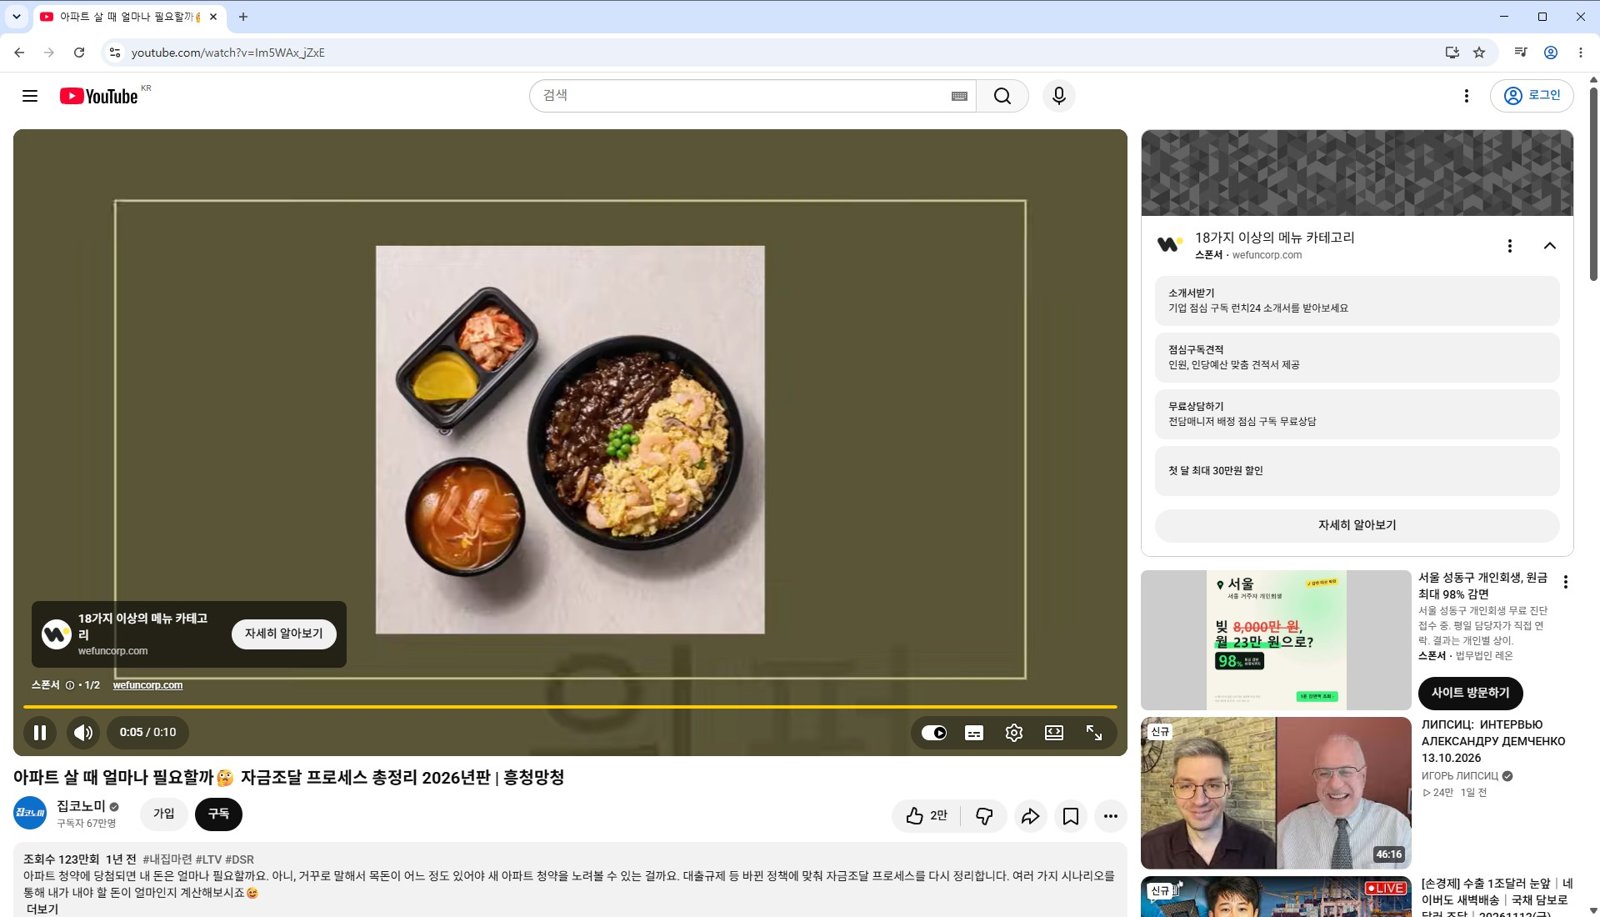 아파트 살 때 얼마나 필요할까
youtube.com/watch?v=Im5WAx_jZxE
YouTube KR
검색
로그인
18가지 이상의 메뉴 카테고리
wefuncorp.com
자세히 알아보기
스폰서 • 1/2 wefuncorp.com
0:05 / 0:10
아파트 살 때 얼마나 필요할까🤔 자금조달 프로세스 총정리 2026년판 | 흥청망청
집코노미
집코노미
구독자 67만명
가입
구독
2만
조회수 123만회 1년 전 #내집마련 #LTV #DSR
아파트 청약에 당첨되면 내 돈은 얼마나 필요할까요. 아니, 거꾸로 말해서 목돈이 어느 정도 있어야 새 아파트 청약을 노려볼 수 있는 걸까요. 대출규제 등 바뀐 정책에 맞춰 자금조달 프로세스를 다시 정리합니다. 여러 가지 시나리오를
통해 내가 내야 할 돈이 얼마인지 계산해보시죠😆
더보기
18가지 이상의 메뉴 카테고리
스폰서 · wefuncorp.com
소개서받기
기업 점심 구독 런치24 소개서를 받아보세요
점심구독견적
인원, 인당예산 맞춤 견적서 제공
무료상담하기
전담매니저 배정 점심 구독 무료상담
첫 달 최대 30만원 할인
자세히 알아보기
서울
서울 거주자 개인회생
빚 8,000만 원,
월 23만 원으로?
98%
서울 성동구 개인회생, 원금
최대 98% 감면
서울 성동구 개인회생 무료 진단
접수 중. 평일 담당자가 직접 연
락. 결과는 개인별 상이.
스폰서 · 법무법인 레온
사이트 방문하기
신규
46:16
ЛИПСИЦ: ИНТЕРВЬЮ
АЛЕКСАНДРУ ДЕМЧЕНКО
13.10.2026
ИГОРЬ ЛИПСИЦ
24만 1일 전
신규
LIVE
[손경제] 수출 1조달러 눈앞 | 네
이버도 새벽배송 | 국채 담보로